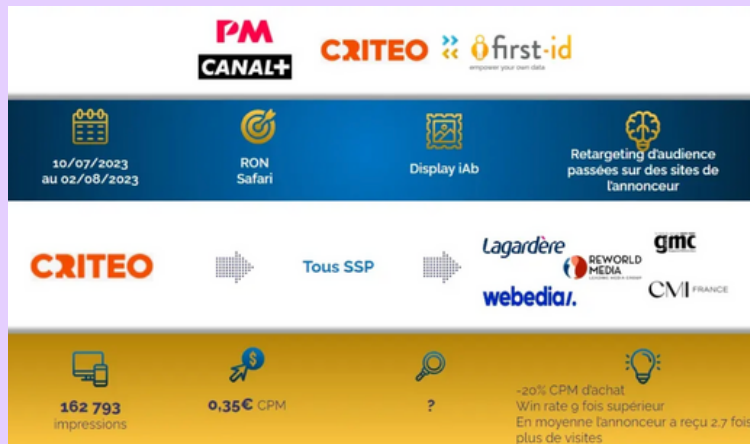 PM
CANAL+
CRITEO
first-id
empower your own data
10/07/2023
au 02/08/2023
RON
Safari
Display iAb
Retargeting d'audience
passées sur des sites de
l'annonceur
CRITEO
Tous SSP
Lagardère
gmc
REWORLD
MEDIA
webedia/.
CMI FRANCE
162 793
impressions
0,35€ CPM
?
-20% CPM d'achat
Win rate 9 fois supérieur
En moyenne l'annonceur a reçu 2.7 fois
plus de visites